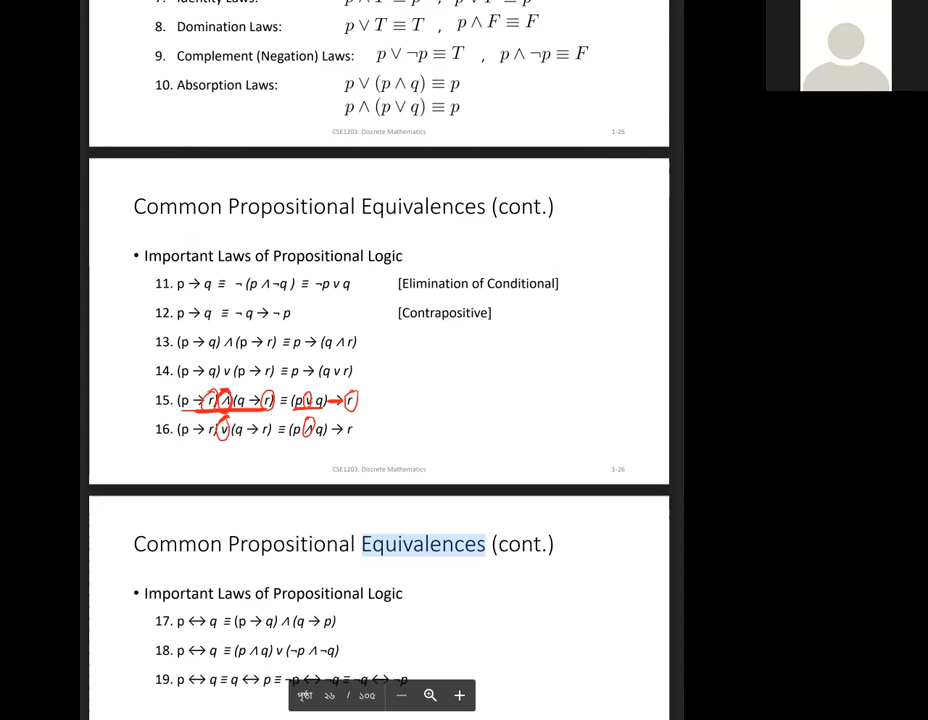 7. Identity Laws: p ∧ T ≡ p , p ∨ F ≡ p
8. Domination Laws: p ∨ T ≡ T , p ∧ F ≡ F
9. Complement (Negation) Laws: p ∨ ¬p ≡ T , p ∧ ¬p ≡ F
10. Absorption Laws: p ∨ (p ∧ q) ≡ p
p ∧ (p ∨ q) ≡ p
CSE1203: Discrete Mathematics 1-25
Common Propositional Equivalences (cont.)
• Important Laws of Propositional Logic
11. p → q ≡ ¬ (p ∧ ¬q ) ≡ ¬p v q [Elimination of Conditional]
12. p → q ≡ ¬ q → ¬ p [Contrapositive]
13. (p → q) ∧ (p → r) ≡ p → (q ∧ r)
14. (p → q) v (p → r) ≡ p → (q v r)
15. (p → r) ∧ (q → r) ≡ (p v q) → r
16. (p → r) v (q → r) ≡ (p ∧ q) → r
CSE1203: Discrete Mathematics 1-26
Common Propositional Equivalences (cont.)
• Important Laws of Propositional Logic
17. p ↔ q ≡ (p → q) ∧ (q → p)
18. p ↔ q ≡ (p ∧ q) v (¬p ∧ ¬q)
19. p ↔ q ≡ q ↔ p ≡ ¬p ↔ ¬q ≡ ¬q ↔ ¬p
পৃষ্ঠা ২৬ / ১০৫